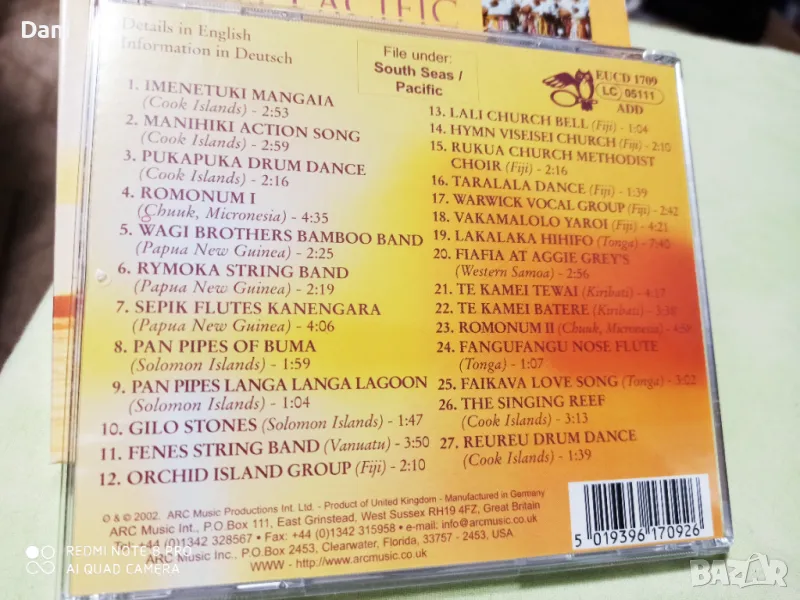 Dan
PACIFIC
Details in English
Information in Deutsch
File under:
South Seas /
Pacific
EUCD 1709
LC 05111
ADD
1. IMENETUKI MANGAIA
(Cook Islands) - 2:53
2. MANIHIKI ACTION SONG
(Cook Islands) - 2:59
3. PUKAPUKA DRUM DANCE
(Cook Islands) - 2:16
4. ROMONUM I
(Chuuk, Micronesia) - 4:35
5. WAGI BROTHERS BAMBOO BAND
(Papua New Guinea) - 2:25
6. RYMOKA STRING BAND
(Papua New Guinea) - 2:19
7. SEPIK FLUTES KANENGARA
(Papua New Guinea) - 4:06
8. PAN PIPES OF BUMA
(Solomon Islands) - 1:59
9. PAN PIPES LANGA LANGA LAGOON
(Solomon Islands) - 1:04
10. GILO STONES (Solomon Islands) - 1:47
11. FENES STRING BAND (Vanuatu) - 3:50
12. ORCHID ISLAND GROUP (Fiji) - 2:10
13. LALI CHURCH BELL (Fiji) - 1:04
14. HYMN VISEISEI CHURCH (Fiji) - 2:10
15. RUKUA CHURCH METHODIST
CHOIR (Fiji) - 2:16
16. TARALALA DANCE (Fiji) - 1:39
17. WARWICK VOCAL GROUP (Fiji) - 2:42
18. VAKAMALOLO YAROI (Fiji) - 4:21
19. LAKALAKA HIHIFO (Tonga) - 7:40
20. FIAFIA AT AGGIE GREY'S
(Western Samoa) - 2:56
21. TE KAMEI TEWAI (Kiribati) - 4:17
22. TE KAMEI BATERE (Kiribati) - 3:38
23. ROMONUM II (Chuuk, Micronesia) -
24. FANGUFANGU NOSE FLUTE
(Tonga) - 1:07
25. FAIKAVA LOVE SONG (Tonga) - 3:02
26. THE SINGING REEF
(Cook Islands) - 3:13
27. REUREU DRUM DANCE
(Cook Islands) - 1:39
℗ & © 2002. ARC Music Productions Int. Ltd. - Product of United Kingdom - Manufactured in Germany
ARC Music Int., P.O.Box 111, East Grinstead, West Sussex RH19 4FZ, Great Britain
Tel: +44 (0)1342 328567 • Fax: +44 (0)1342 315958 • e-mail: info@arcmusic.co.uk
ARC Music Inc., P.O.Box 2453, Clearwater, Florida, 33757 - 2453, USA
WWW - http://www.arcmusic.co.uk
5 019396 170926
REDMI NOTE 8 PRO
AI QUAD CAMERA
BAZAR